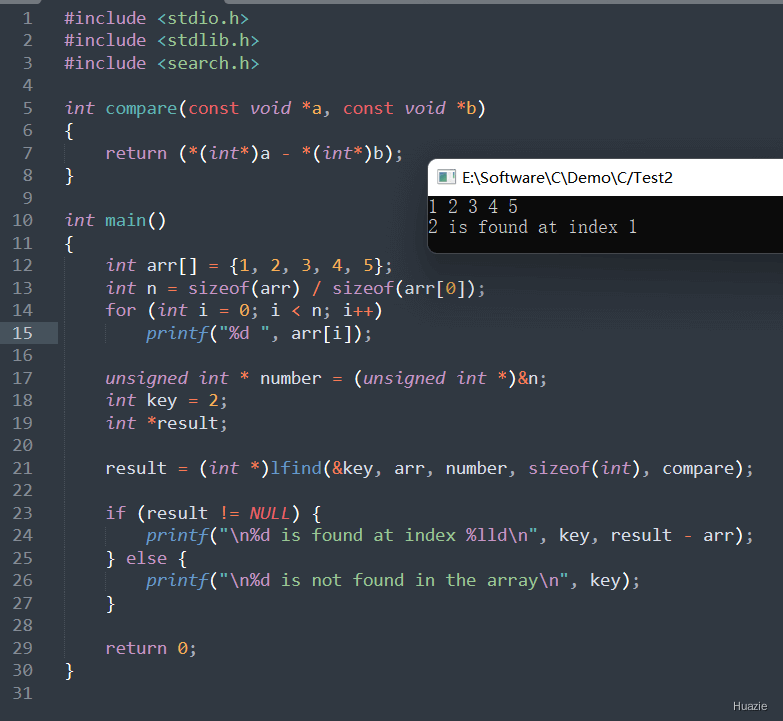 1 #include <stdio.h>
2 #include <stdlib.h>
3 #include <search.h>
4
5 int compare(const void *a, const void *b)
6 {
7     return (*(int*)a - *(int*)b);
8 }
9
10 int main()
11 {
12     int arr[] = {1, 2, 3, 4, 5};
13     int n = sizeof(arr) / sizeof(arr[0]);
14     for (int i = 0; i < n; i++)
15         printf("%d ", arr[i]);
16
17     unsigned int * number = (unsigned int *)&n;
18     int key = 2;
19     int *result;
20
21     result = (int *)lfind(&key, arr, number, sizeof(int), compare);
22
23     if (result != NULL) {
24         printf("\n%d is found at index %lld\n", key, result - arr);
25     } else {
26         printf("\n%d is not found in the array\n", key);
27     }
28
29     return 0;
30 }
31
E:\Software\C\Demo\C/Test2
1 2 3 4 5
2 is found at index 1
Huazie